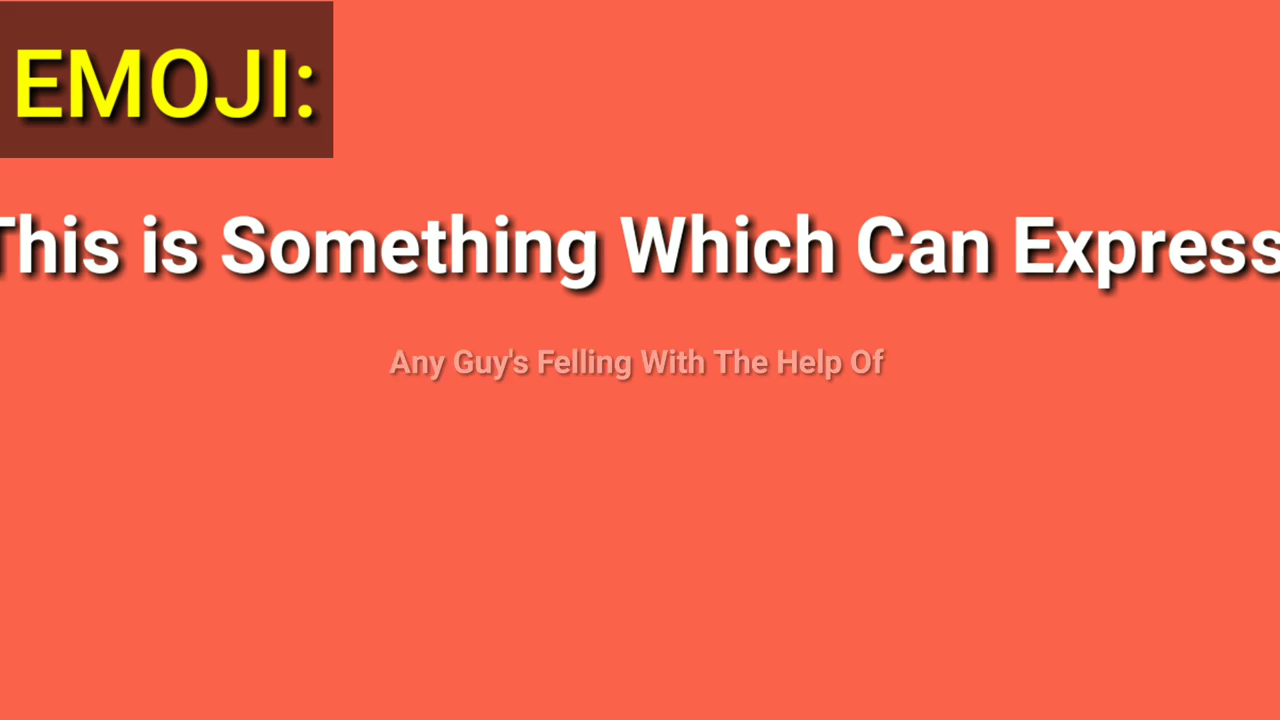 EMOJI:
This is Something Which Can Express
Any Guy's Felling With The Help Of